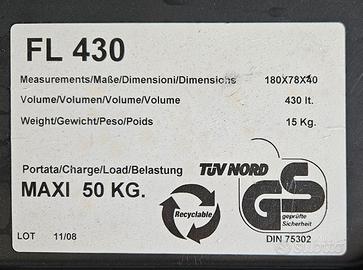 FL 430
Measurements/Maße/Dimensioni/Dimensions 180X78X40
Volume/Volumen/Volume/Volume 430 lt.
Weight/Gewicht/Peso/Poids 15 Kg.
Portata/Charge/Load/Belastung
MAXI 50 KG.
Recyclable
TÜV NORD
GS
geprüfte
Sicherheit
LOT 11/08
DIN 75302
subito